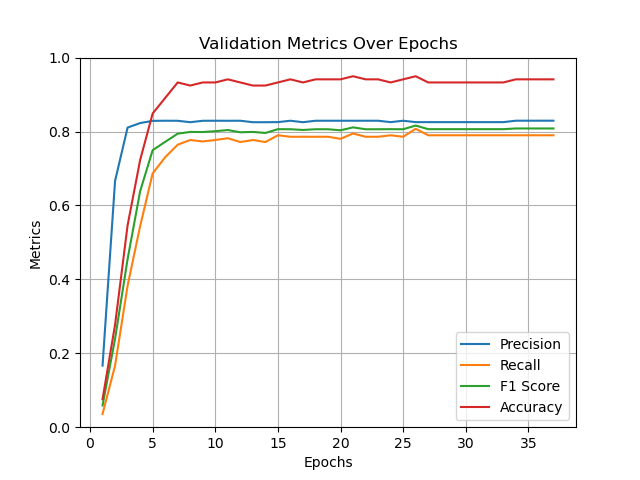 Validation Metrics Over Epochs
1.0
0.8
0.6
0.4
0.2
0.0
Metrics
Precision
Recall
F1 Score
Accuracy
0 5 10 15 20 25 30 35
Epochs